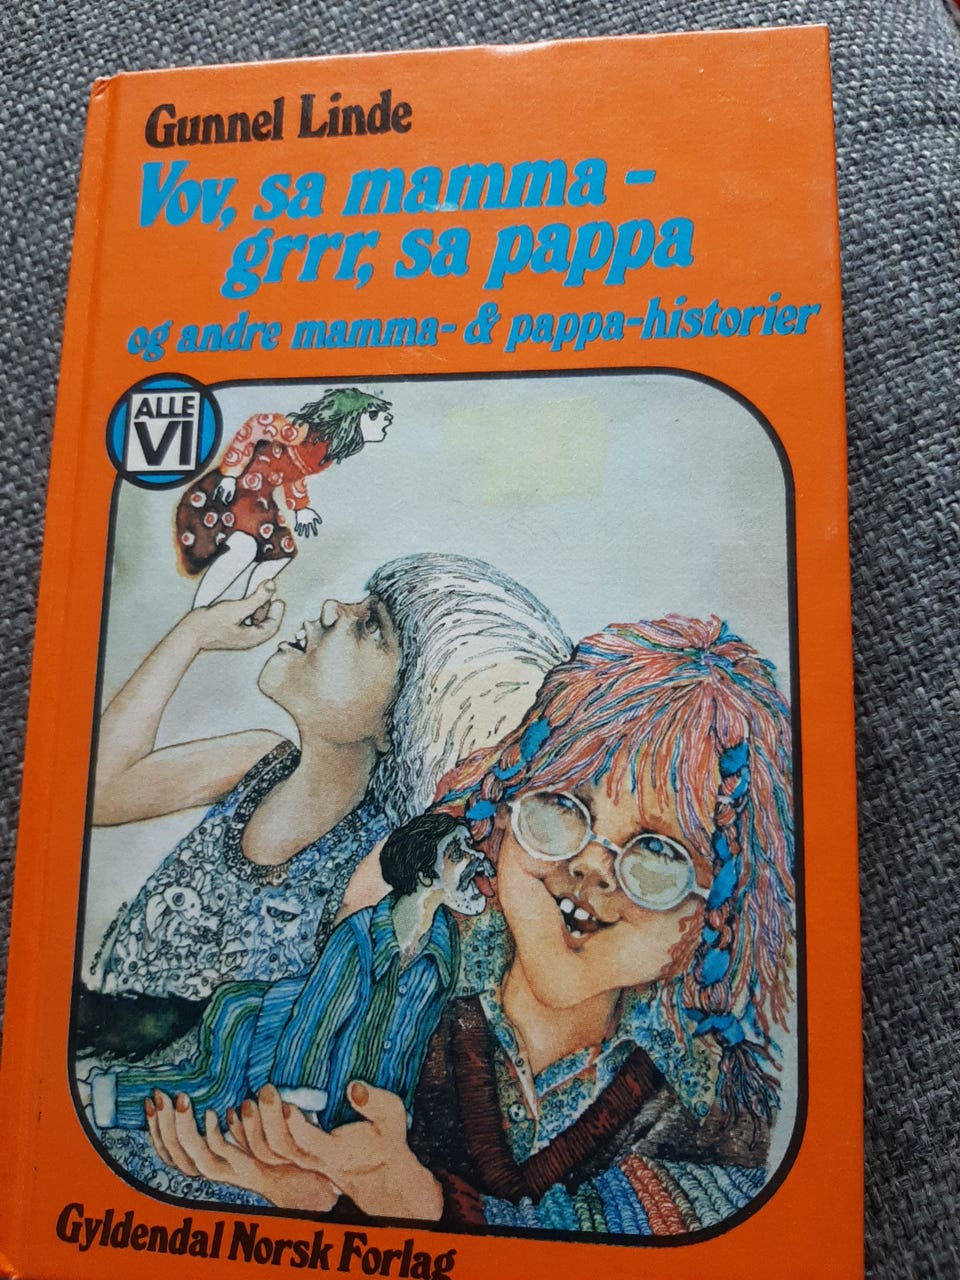 Gunnel Linde
Vov, sa mamma -
grrr, sa pappa
og andre mamma- & pappa-historier
ALLE
VI
Gyldendal Norsk Forlag